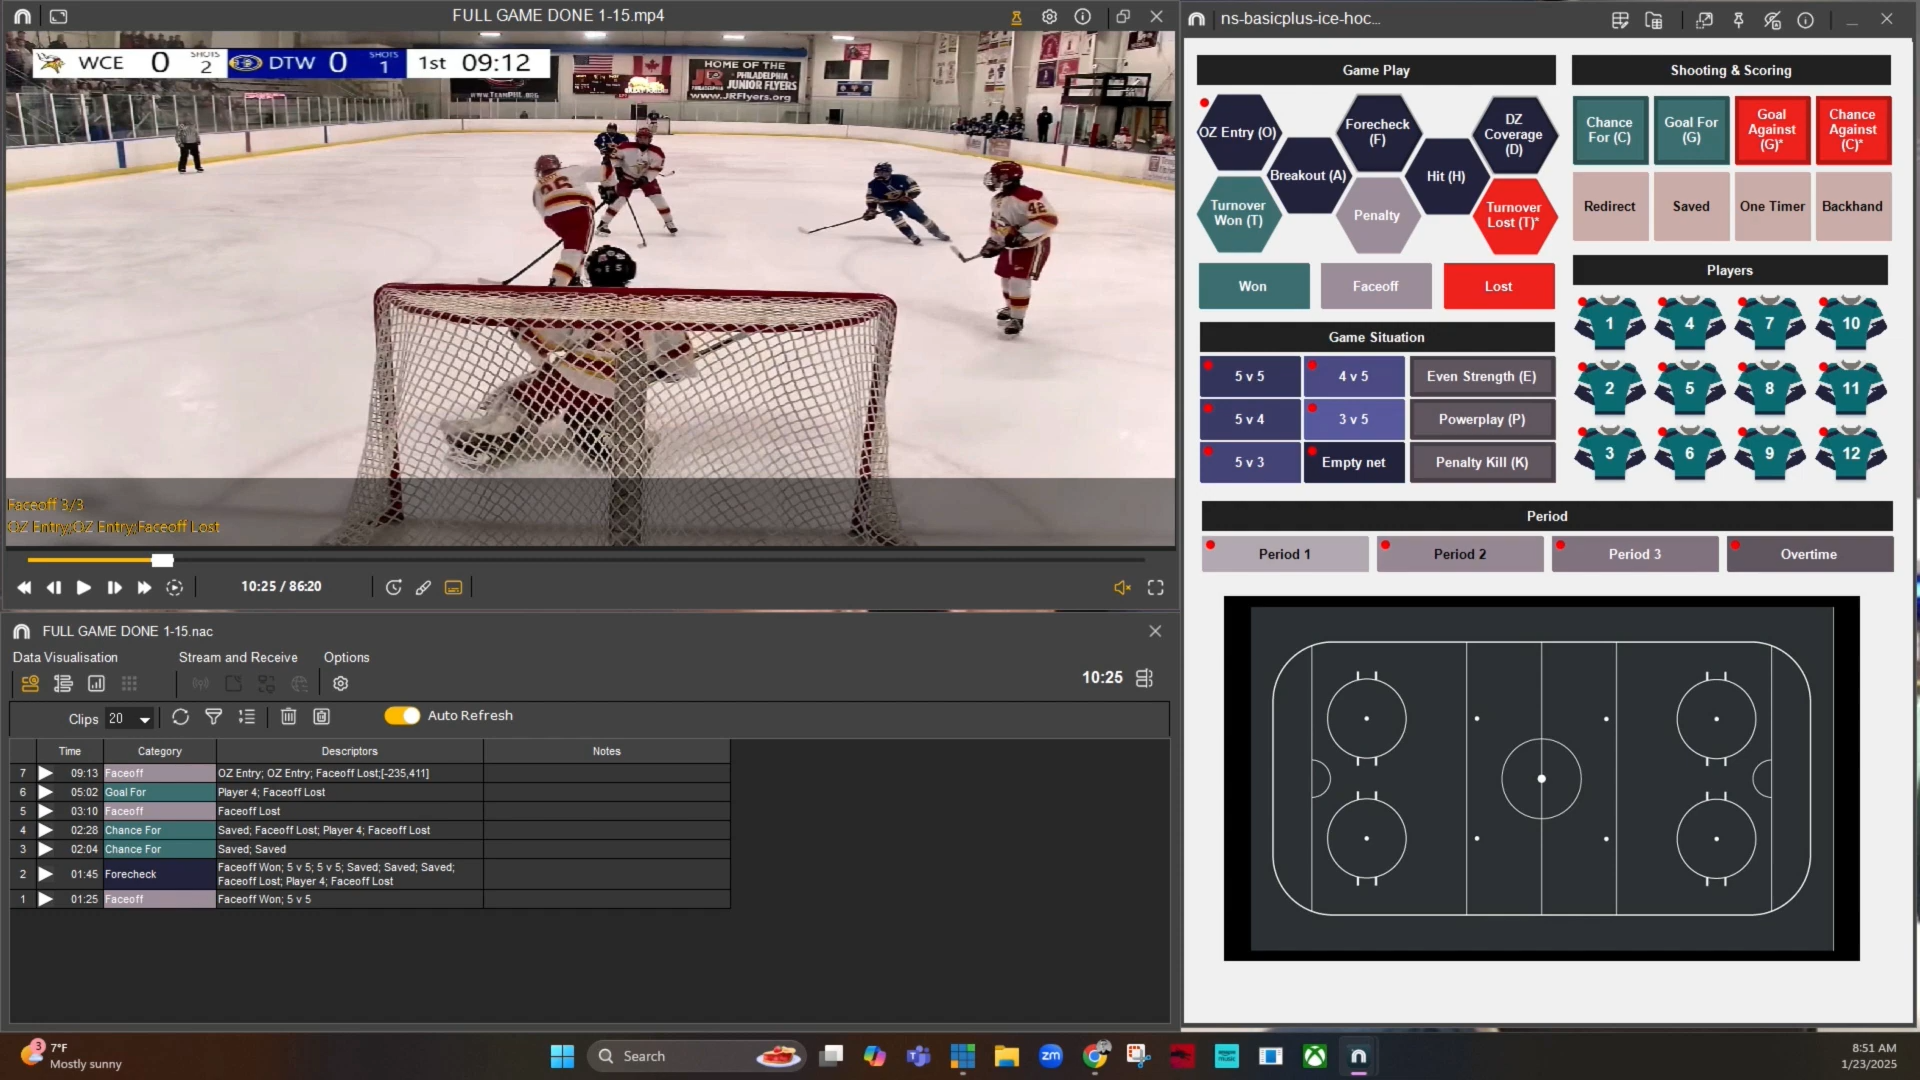 FULL GAME DONE 1-15.mp4
WCE 0 SHOTS 2 DTW 0 SHOTS 1 1st 09:12
HOME OF THE
PHILADELPHIA
JUNIOR FLYERS
www.JRFlyers.org
42
Faceoff 3/3
OZ Entry;OZ Entry;Faceoff Lost
10:25 / 86:20
FULL GAME DONE 1-15.nac
Data Visualisation Stream and Receive Options
10:25
Clips 20 Auto Refresh
Time Category Descriptors Notes
7 09:13 Faceoff OZ Entry; OZ Entry; Faceoff Lost;[-235,411]
6 05:02 Goal For Player 4; Faceoff Lost
5 03:10 Faceoff Faceoff Lost
4 02:28 Chance For Saved; Faceoff Lost; Player 4; Faceoff Lost
3 02:04 Chance For Saved; Saved
2 01:45 Forecheck Faceoff Won; 5 v 5; 5 v 5; Saved; Saved; Saved;
Faceoff Lost; Player 4; Faceoff Lost
1 01:25 Faceoff Faceoff Won; 5 v 5
ns-basicplus-ice-hoc...
Game Play
OZ Entry (O)
Forecheck
(F)
DZ
Coverage
(D)
Breakout (A)
Hit (H)
Turnover
Won (T)
Penalty
Turnover
Lost (T)*
Won Faceoff Lost
Game Situation
5 v 5 4 v 5 Even Strength (E)
5 v 4 3 v 5 Powerplay (P)
5 v 3 Empty net Penalty Kill (K)
Shooting & Scoring
Chance
For (C)
Goal For
(G)
Goal
Against
(G)*
Chance
Against
(C)*
Redirect Saved One Timer Backhand
Players
1 4 7 10
2 5 8 11
3 6 9 12
Period
Period 1 Period 2 Period 3 Overtime
3
7°F
Mostly sunny
Search
zm
amazon
music
8:51 AM
1/23/2025